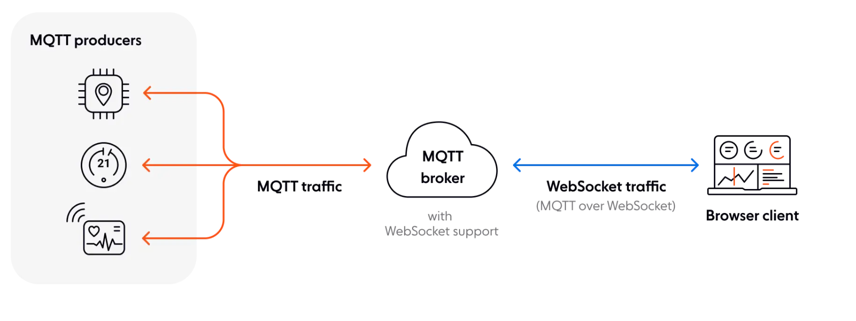 MQTT producers
21
MQTT traffic
MQTT
broker
with
WebSocket support
WebSocket traffic
(MQTT over WebSocket)
Browser client